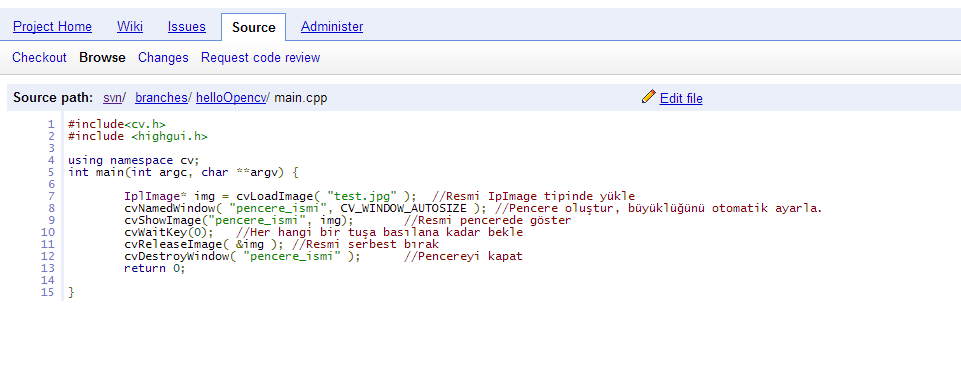 Project Home Wiki Issues Source Administer
Checkout Browse Changes Request code review
Source path: svn/ branches/ helloOpencv/ main.cpp Edit file
1 #include<cv.h>
2 #include <highgui.h>
3
4 using namespace cv;
5 int main(int argc, char **argv) {
6
7 IplImage* img = cvLoadImage( "test.jpg" ); //Resmi IpImage tipinde yükle
8 cvNamedWindow( "pencere_ismi", CV_WINDOW_AUTOSIZE ); //Pencere oluştur, büyüklüğünü otomatik ayarla.
9 cvShowImage("pencere_ismi", img); //Resmi pencerede göster
10 cvWaitKey(0); //Her hangi bir tuşa basılana kadar bekle
11 cvReleaseImage( &img ); //Resmi serbest bırak
12 cvDestroyWindow( "pencere_ismi" ); //Pencereyi kapat
13 return 0;
14
15 }